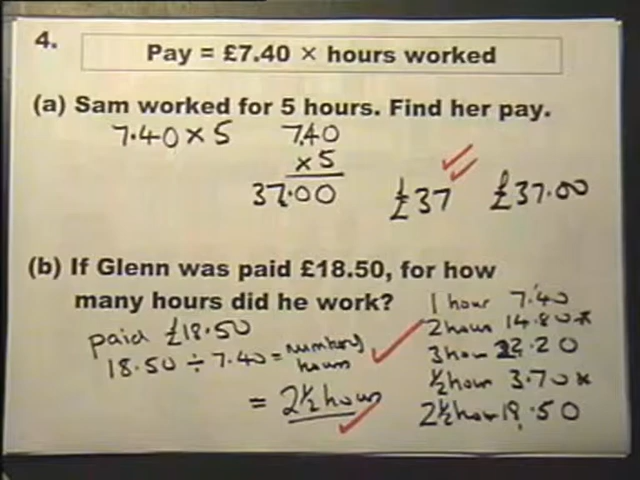 4.
Pay = £7.40 × hours worked
(a) Sam worked for 5 hours. Find her pay.
7.40 × 5
7.40
× 5
37.00
£37
£37.00
(b) If Glenn was paid £18.50, for how
many hours did he work?
paid £18.50
18.50 ÷ 7.40 = number
hours
= 2½ hours
1 hour 7.40
2 hour 14.80*
3 hour 22.20
½ hour 3.70*
2½ hour 18.50